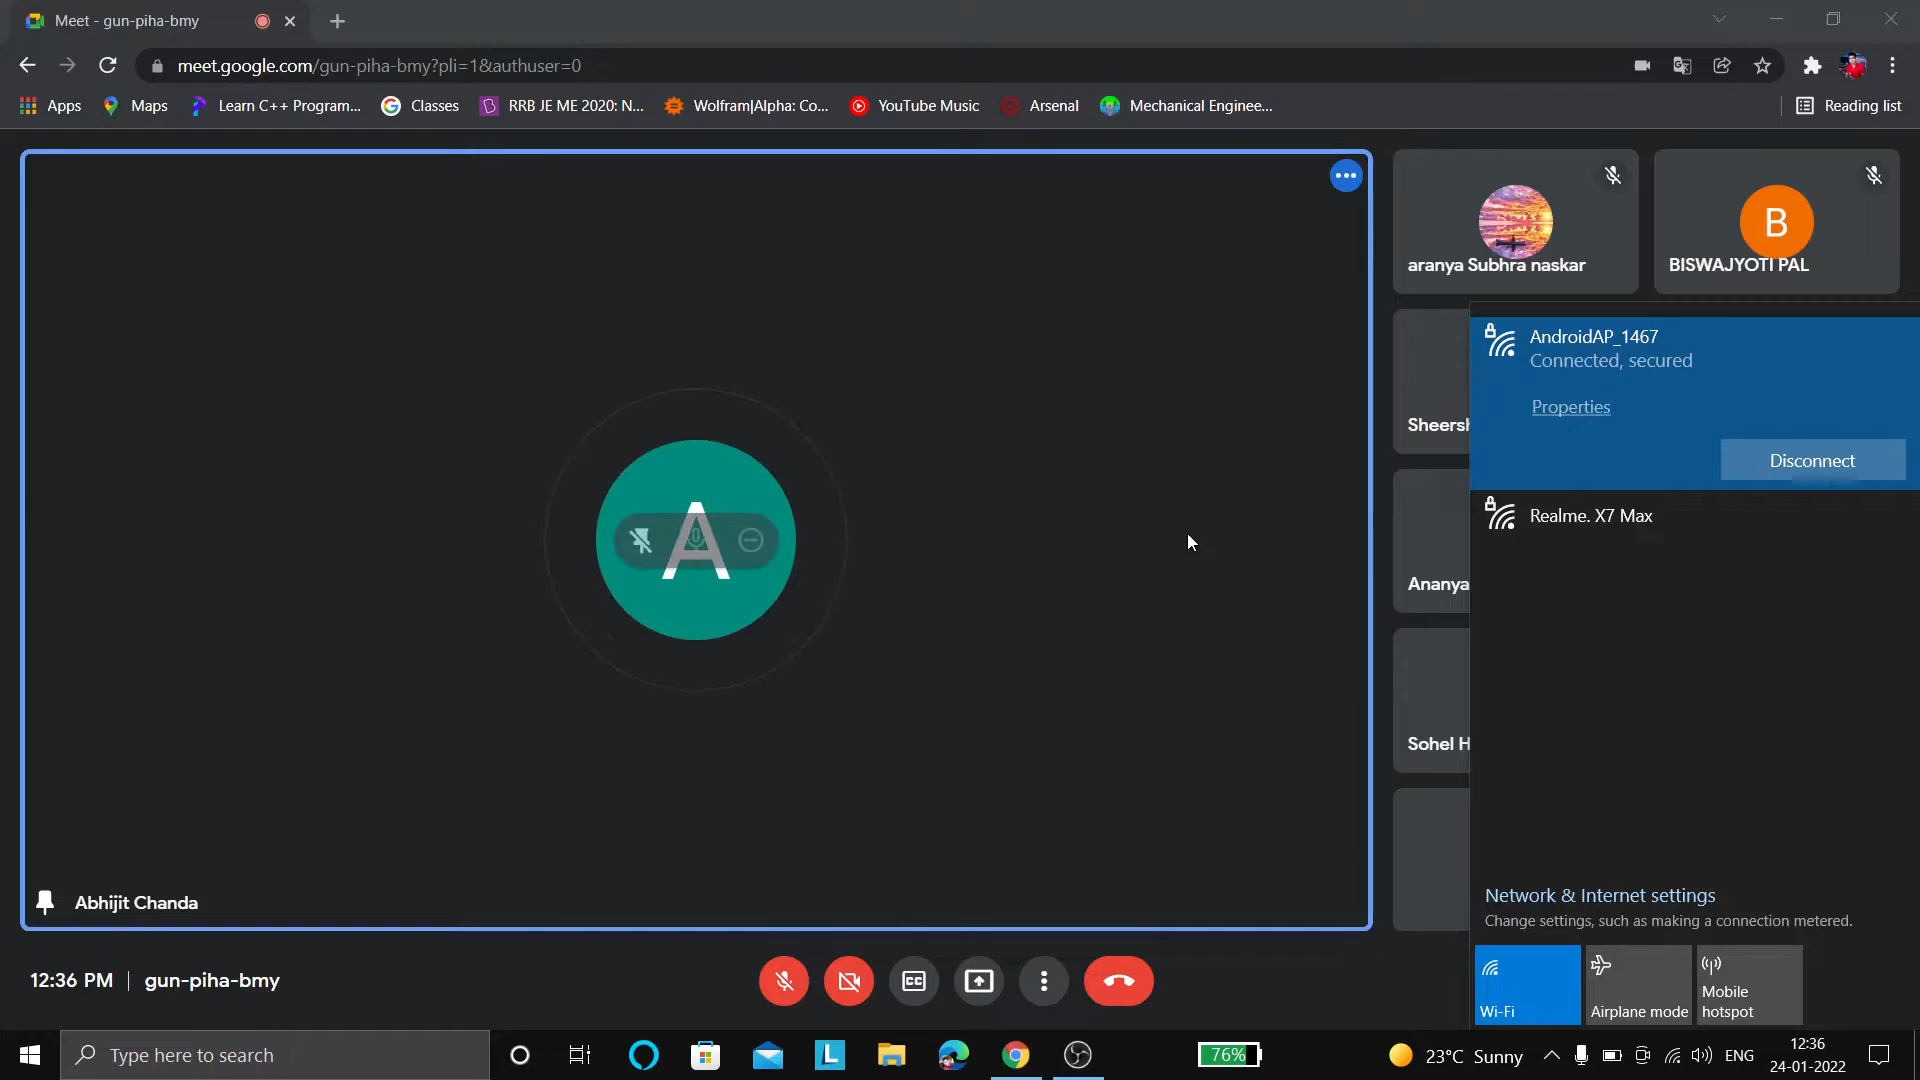 Meet - gun-piha-bmy
meet.google.com/gun-piha-bmy?pli=1&authuser=0
Apps
Maps
Learn C++ Program...
Classes
RRB JE ME 2020: N...
Wolfram|Alpha: Co...
YouTube Music
Arsenal
Mechanical Enginee...
Reading list
aranya Subhra naskar
B
BISWAJYOTI PAL
AndroidAP_1467
Connected, secured
Properties
Disconnect
Sheersh
Realme. X7 Max
A
Ananya
Sohel H
Abhijit Chanda
Network & Internet settings
Change settings, such as making a connection metered.
12:36 PM | gun-piha-bmy
CC
Wi-Fi
Airplane mode
Mobile
hotspot
Type here to search
L
76%
23°C Sunny
ENG
12:36
24-01-2022